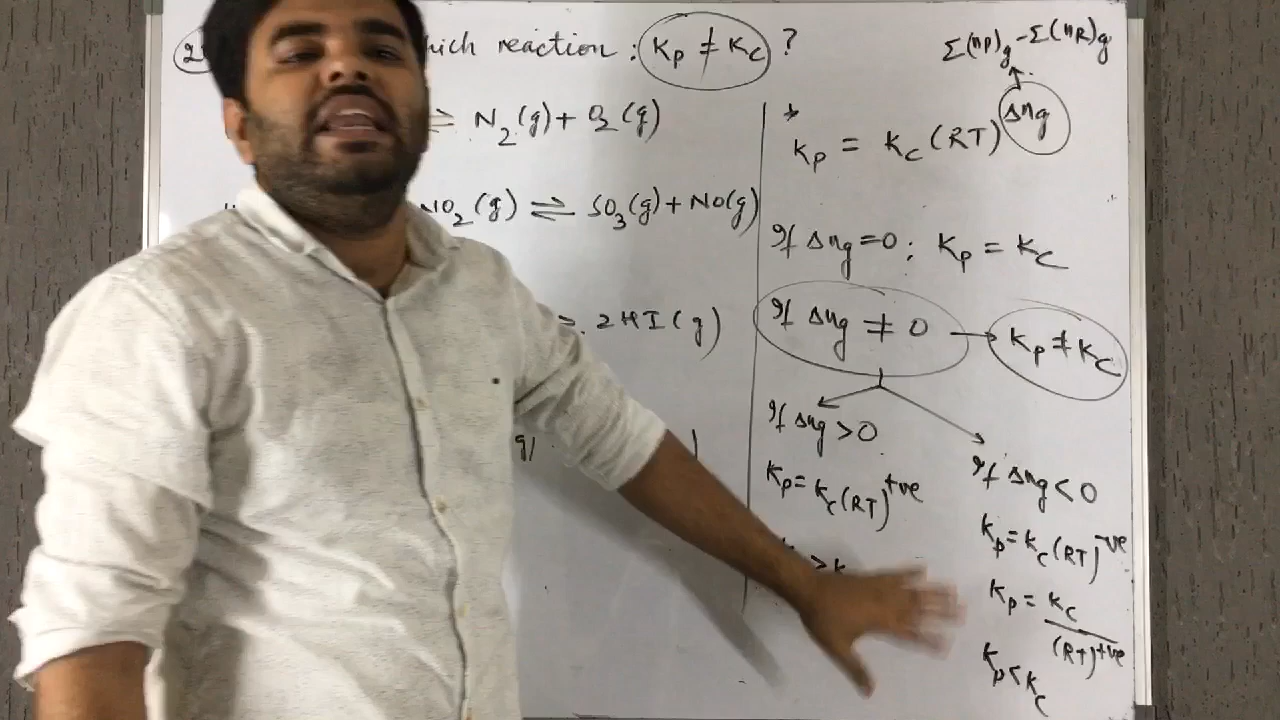 2
hich reaction : Kp ≠ Kc ?
⇌ N2(g) + O2(g)
NO2(g) ⇌ SO3(g) + NO(g)
2HI(g)
g)
Σ(nP)g - Σ(nR)g
* Kp = Kc (RT)^Δng
If Δng = 0 ; Kp = Kc
If Δng ≠ 0 → Kp ≠ Kc
If Δng > 0
Kp = Kc (RT)^+ve
> K
If Δng < 0
Kp = Kc (RT)^-ve
Kp = Kc
(RT)^+ve
Kp < Kc